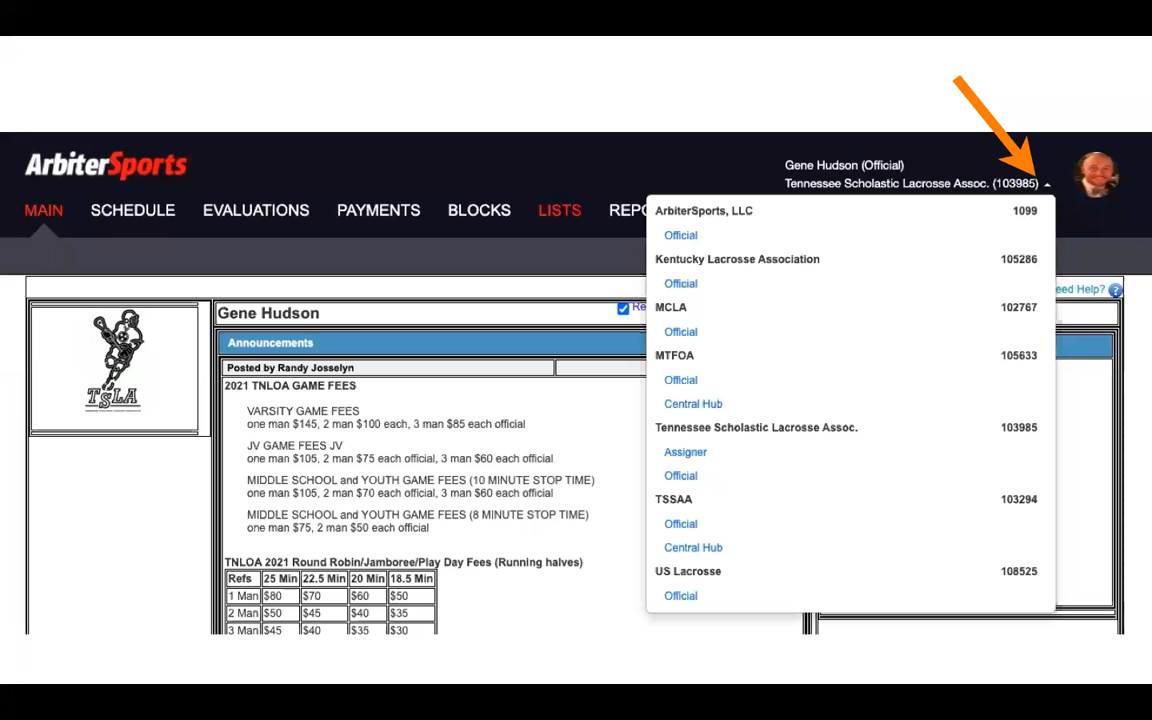 ArbiterSports
Gene Hudson (Official)
Tennessee Scholastic Lacrosse Assoc. (103985)
MAIN SCHEDULE EVALUATIONS PAYMENTS BLOCKS LISTS
ArbiterSports, LLC 1099
Official
Kentucky Lacrosse Association 105286
Official
MCLA 102767
Official
MTFOA 105633
Official
Central Hub
Tennessee Scholastic Lacrosse Assoc. 103985
Assigner
Official
TSSAA 103294
Official
Central Hub
US Lacrosse 108525
Official
Help? ?
TSLA
Gene Hudson
Announcements
Posted by Randy Josselyn
2021 TNLOA GAME FEES
VARSITY GAME FEES
one man $145, 2 man $100 each, 3 man $85 each official
JV GAME FEES JV
one man $105, 2 man $75 each official, 3 man $60 each official
MIDDLE SCHOOL and YOUTH GAME FEES (10 MINUTE STOP TIME)
one man $105, 2 man $70 each official, 3 man $60 each official
MIDDLE SCHOOL and YOUTH GAME FEES (8 MINUTE STOP TIME)
one man $75, 2 man $50 each official
TNLOA 2021 Round Robin/Jamboree/Play Day Fees (Running halves)
Refs 25 Min 22.5 Min 20 Min 18.5 Min
1 Man $80 $70 $60 $50
2 Man $50 $45 $40 $35
3 Man $45 $40 $35 $30